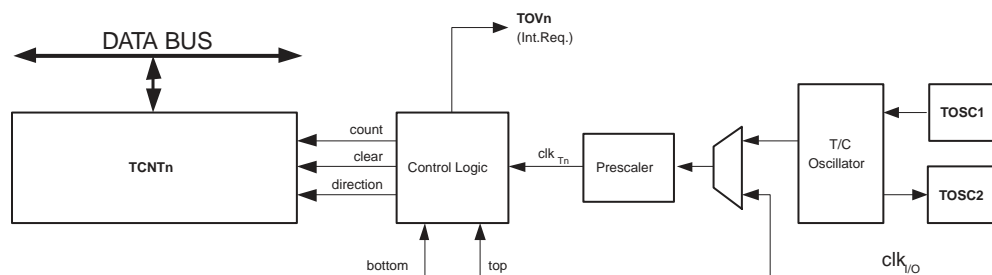 TOVn
(Int.Req.)
DATA BUS
TOSC1
count
T/C
Oscillator
clk Tn
TCNTn
clear
Control Logic
Prescaler
direction
TOSC2
bottom
top
clk I/O